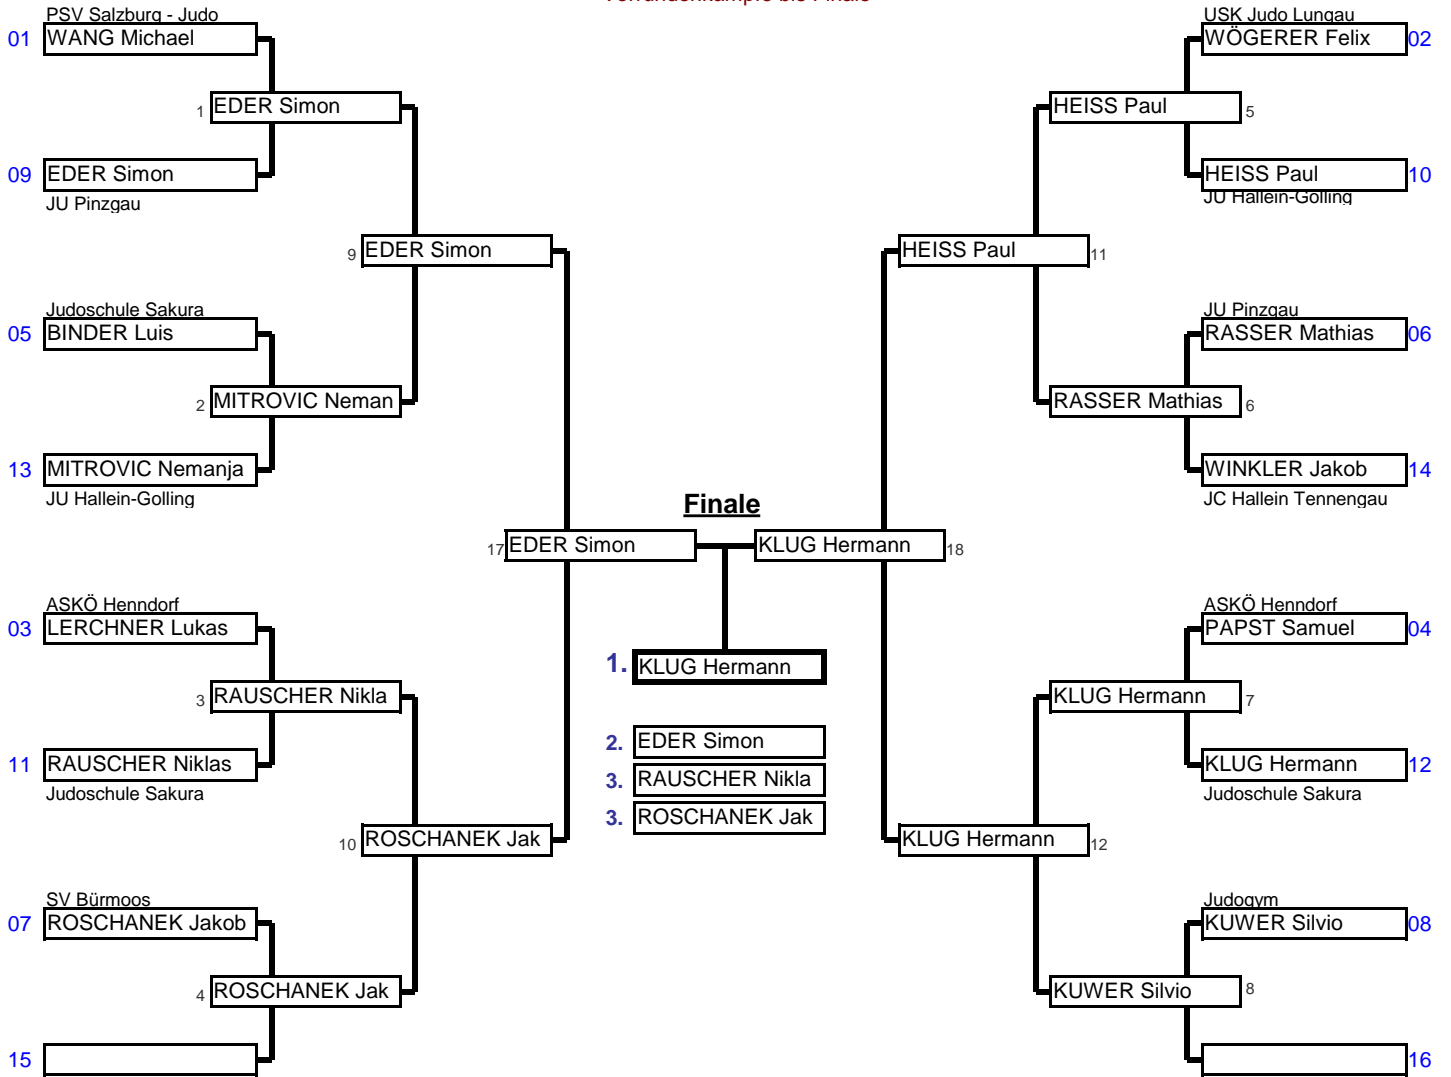 Vorrundenkämpfe bis Finale
PSV Salzburg - Judo
01 WANG Michael
1 EDER Simon
09 EDER Simon
JU Pinzgau
9 EDER Simon
Judoschule Sakura
05 BINDER Luis
2 MITROVIC Neman
13 MITROVIC Nemanja
JU Hallein-Golling
17 EDER Simon
ASKÖ Henndorf
03 LERCHNER Lukas
3 RAUSCHER Nikla
11 RAUSCHER Niklas
Judoschule Sakura
10 ROSCHANEK Jak
SV Bürmoos
07 ROSCHANEK Jakob
4 ROSCHANEK Jak
15
Finale
1. KLUG Hermann
2. EDER Simon
3. RAUSCHER Nikla
3. ROSCHANEK Jak
USK Judo Lungau
WÖGERER Felix 02
HEISS Paul 5
HEISS Paul 10
JU Hallein-Golling
HEISS Paul 11
JU Pinzgau
RASSER Mathias 06
RASSER Mathias 6
WINKLER Jakob 14
JC Hallein Tennengau
KLUG Hermann 18
ASKÖ Henndorf
PAPST Samuel 04
KLUG Hermann 7
KLUG Hermann 12
Judoschule Sakura
KLUG Hermann 12
Judogym
KUWER Silvio 08
KUWER Silvio 8
16